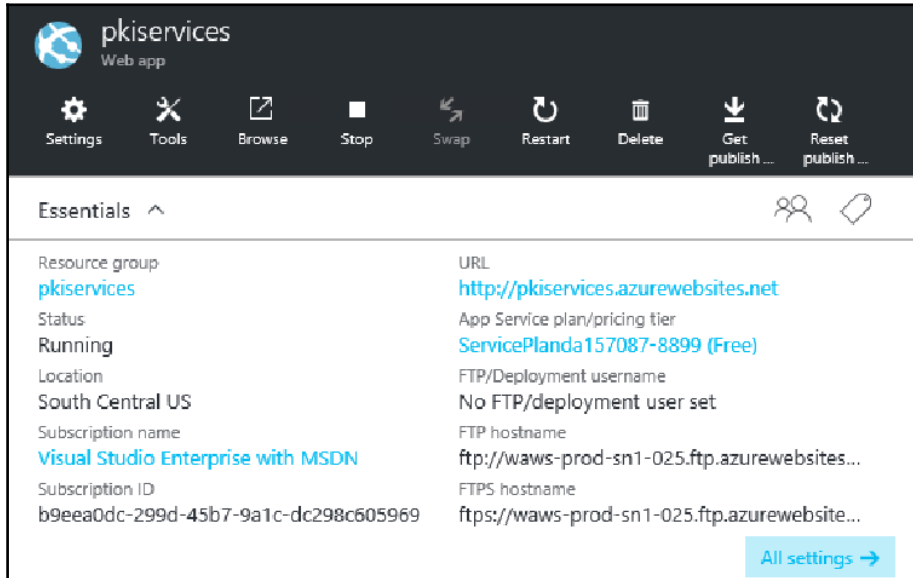 pkiservices
Web app
Settings Tools Browse Stop Swap Restart Delete Get publish ... Reset publish ...
Essentials
Resource group
pkiservices
Status
Running
Location
South Central US
Subscription name
Visual Studio Enterprise with MSDN
Subscription ID
b9eea0dc-299d-45b7-9a1c-dc298c605969
URL
http://pkiservices.azurewebsites.net
App Service plan/pricing tier
ServicePlanda157087-8899 (Free)
FTP/Deployment username
No FTP/deployment user set
FTP hostname
ftp://waws-prod-sn1-025.ftp.azurewebsites...
FTPS hostname
ftps://waws-prod-sn1-025.ftp.azurewebsite...
All settings →